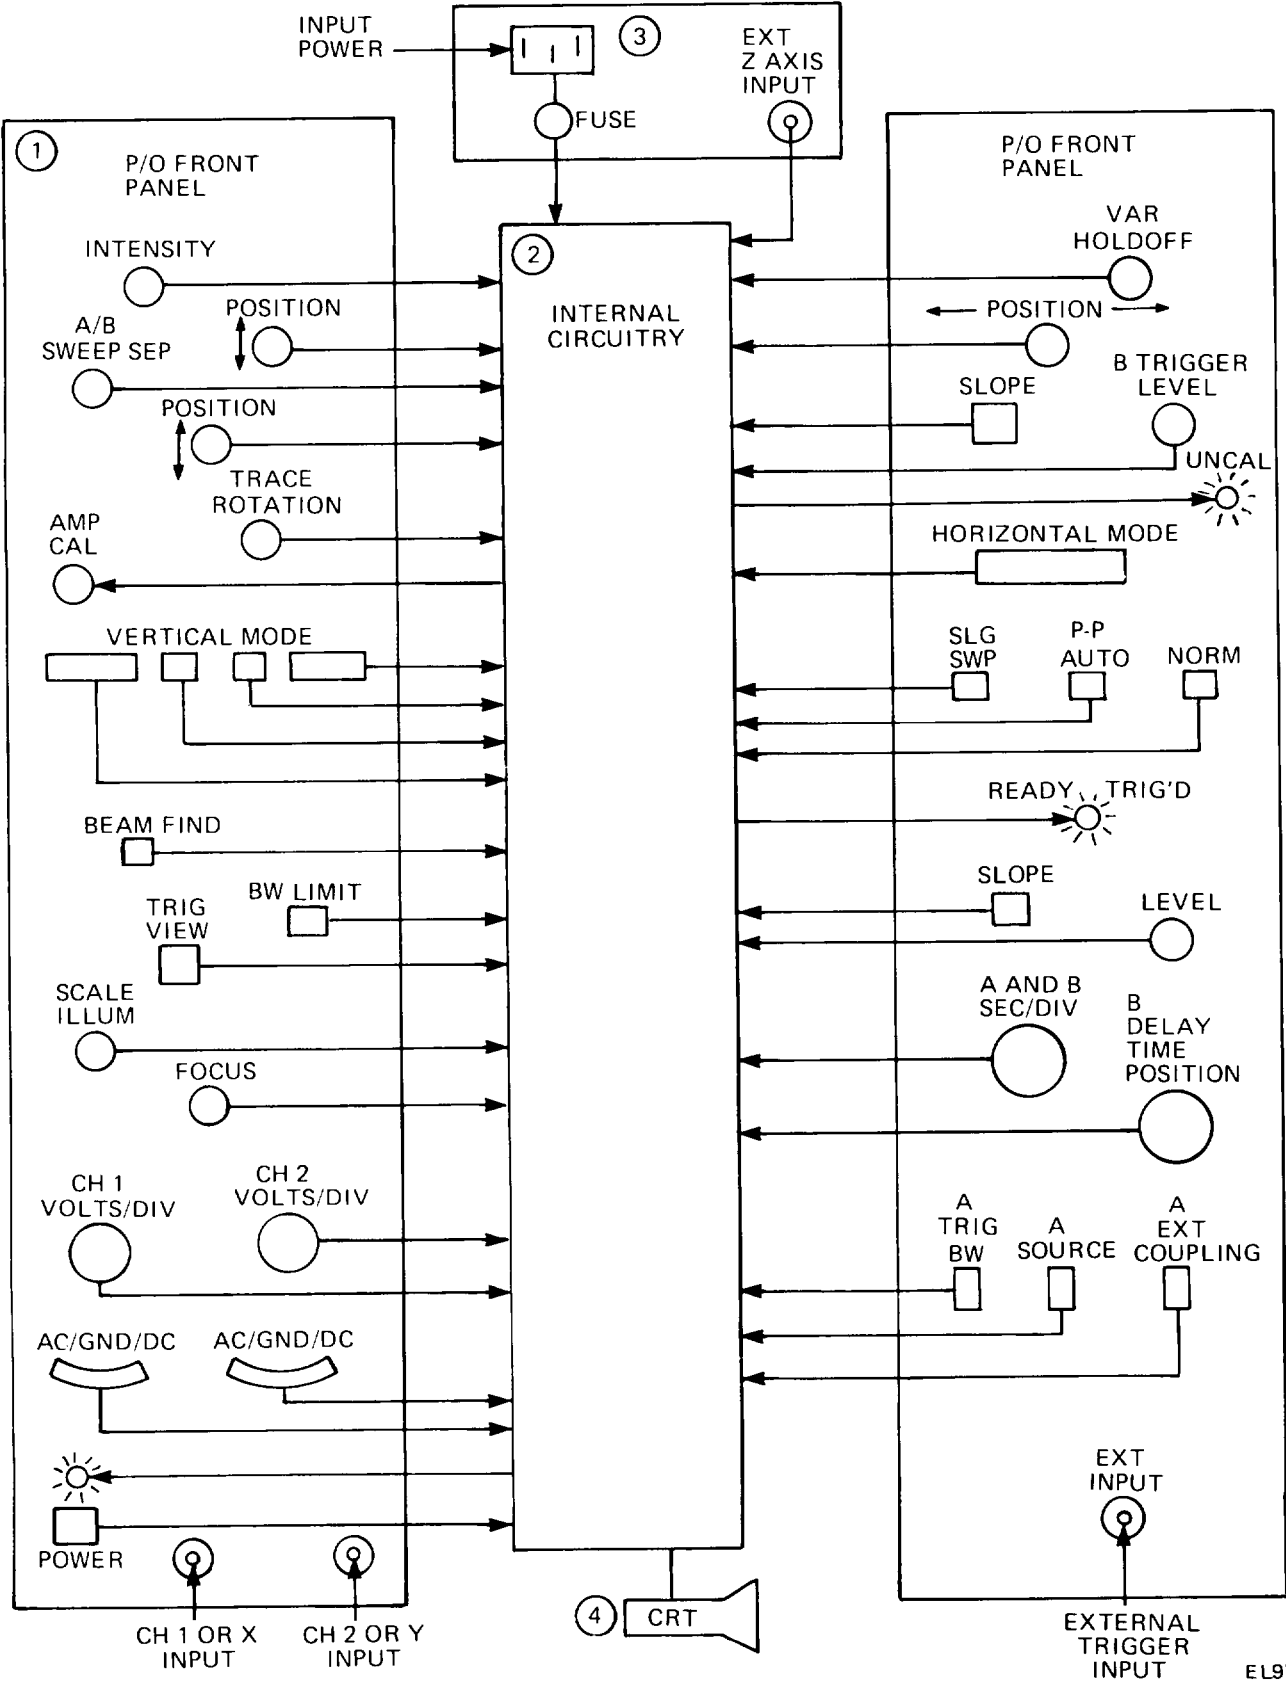 INPUT
POWER
3
EXT
Z AXIS
INPUT
FUSE
1
P/O FRONT
PANEL
INTENSITY
POSITION
A/B
SWEEP SEP
POSITION
TRACE
ROTATION
AMP
CAL
VERTICAL MODE
BEAM FIND
BW LIMIT
TRIG
VIEW
SCALE
ILLUM
FOCUS
CH 1
VOLTS/DIV
CH 2
VOLTS/DIV
AC/GND/DC
AC/GND/DC
POWER
CH 1 OR X
INPUT
CH 2 OR Y
INPUT
2
INTERNAL
CIRCUITRY
4
CRT
P/O FRONT
PANEL
VAR
HOLDOFF
POSITION
B TRIGGER
LEVEL
SLOPE
UNCAL
HORIZONTAL MODE
SLG
SWP
P-P
AUTO
NORM
READY TRIG'D
SLOPE
LEVEL
A AND B
SEC/DIV
B
DELAY
TIME
POSITION
A
TRIG
BW
A
SOURCE
A
EXT
COUPLING
EXT
INPUT
EXTERNAL
TRIGGER
INPUT